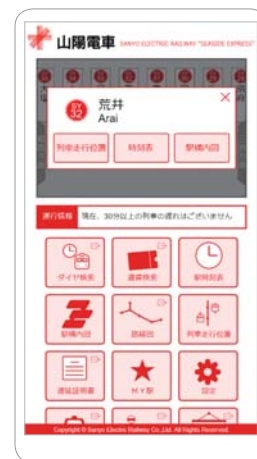 山陽電車 SANYO ELECTRIC RAILWAY "SEASIDE EXPRESS"
SY
32
荒井
Arai
×
列車走行位置 時刻表 駅構内図
運行情報 現在、30分以上の列車の遅れはございません
ダイヤ検索 運賃検索 駅時刻表
駅構内図 路線図 列車走行位置
遅延証明書 MY駅 設定
Copyright © Sanyo Electric Railway Co.,Ltd. All Rights Reserved.